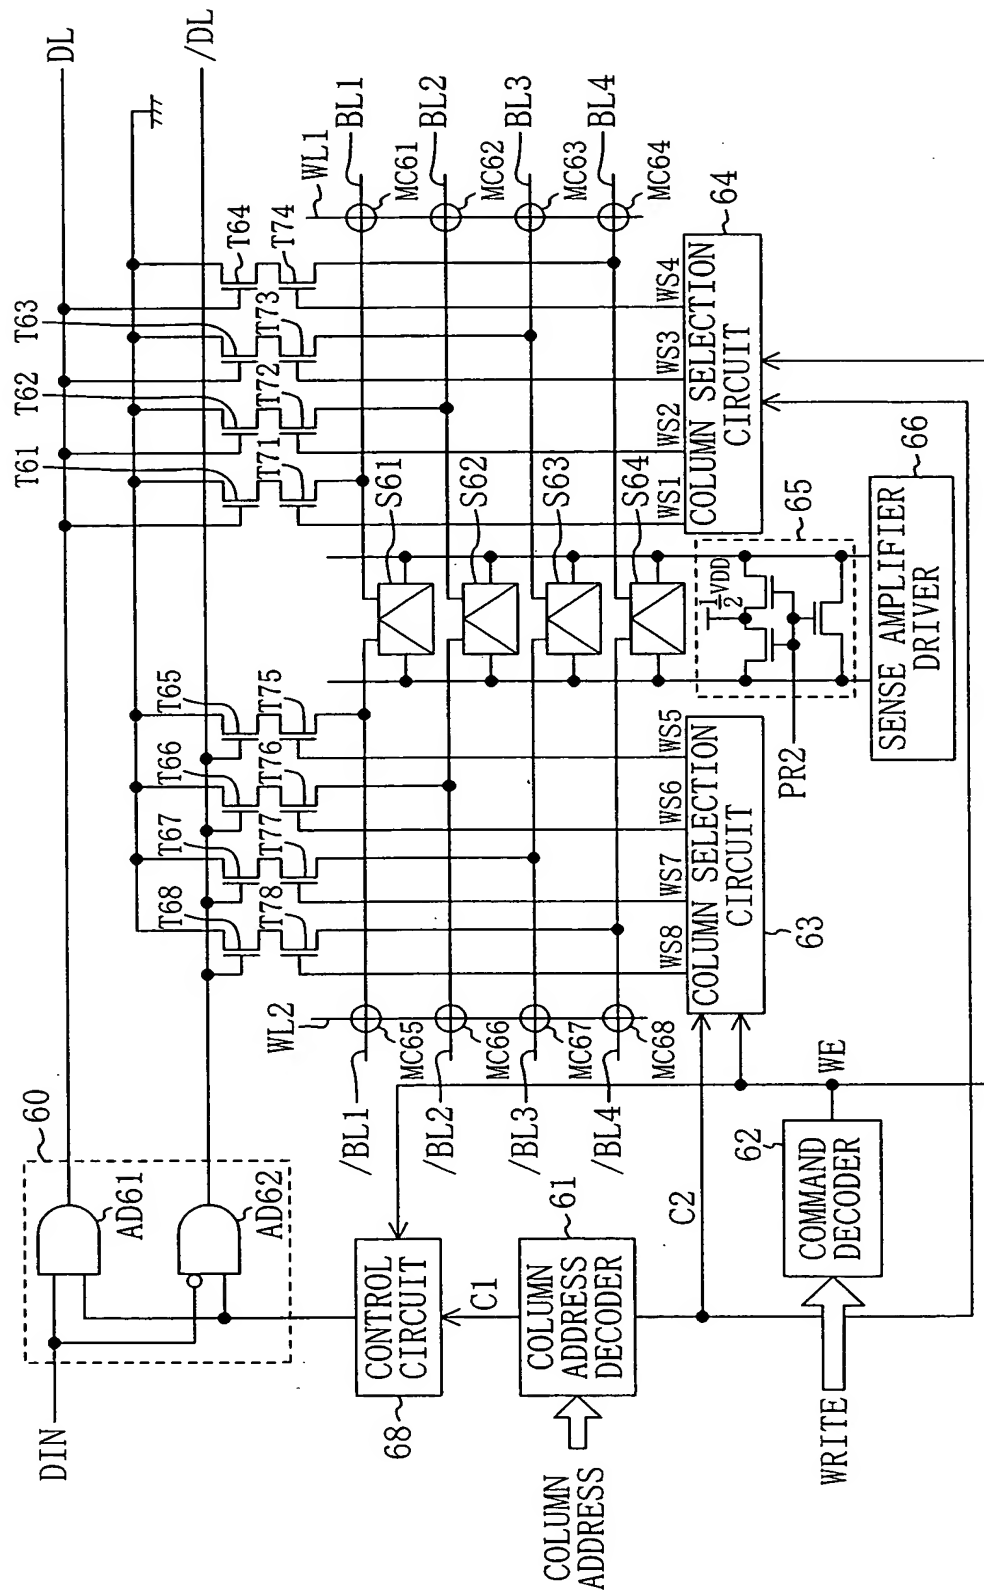 DIN
60
AD61
AD62
DL
/DL
T61
T62
T63
T64
T71
T72
T73
T74
T65
T66
T67
T68
T75
T76
T77
T78
WL1
WL2
BL1
BL2
BL3
BL4
MC61
MC62
MC63
MC64
/BL1
/BL2
/BL3
/BL4
MC65
MC66
MC67
MC68
S61
S62
S63
S64
WS1
WS2
WS3
WS4
COLUMN SELECTION
CIRCUIT
64
WS8
WS7
WS6
WS5
COLUMN SELECTION
CIRCUIT
63
1/2 VDD
65
PR2
SENSE AMPLIFIER
DRIVER
66
CONTROL
CIRCUIT
68
C1
COLUMN
ADDRESS
DECODER
61
COLUMN
ADDRESS
C2
COMMAND
DECODER
62
WE
WRITE